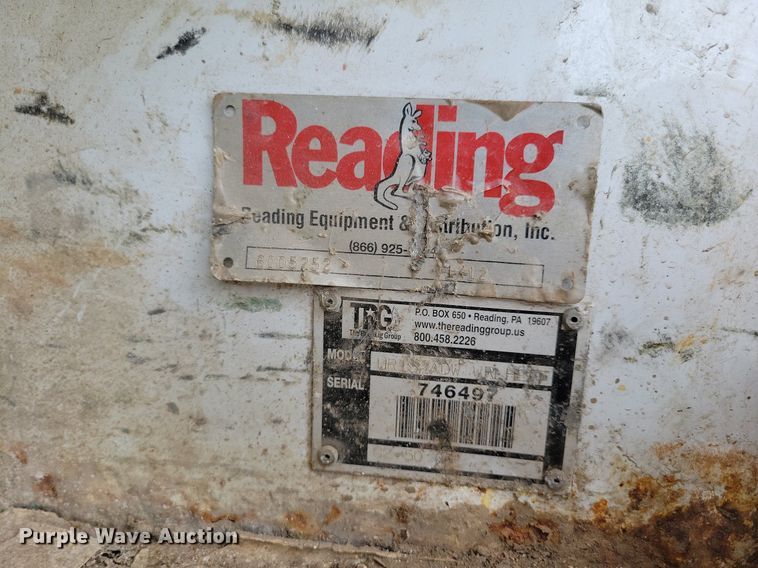 Reading
Reading Equipment & Distribution, Inc.
(866) 925-
TRG
The Reading Group
P.O. BOX 650 • Reading, PA 19607
www.thereadinggroup.us
800.458.2226
MODEL
SERIAL
746497
Purple Wave Auction